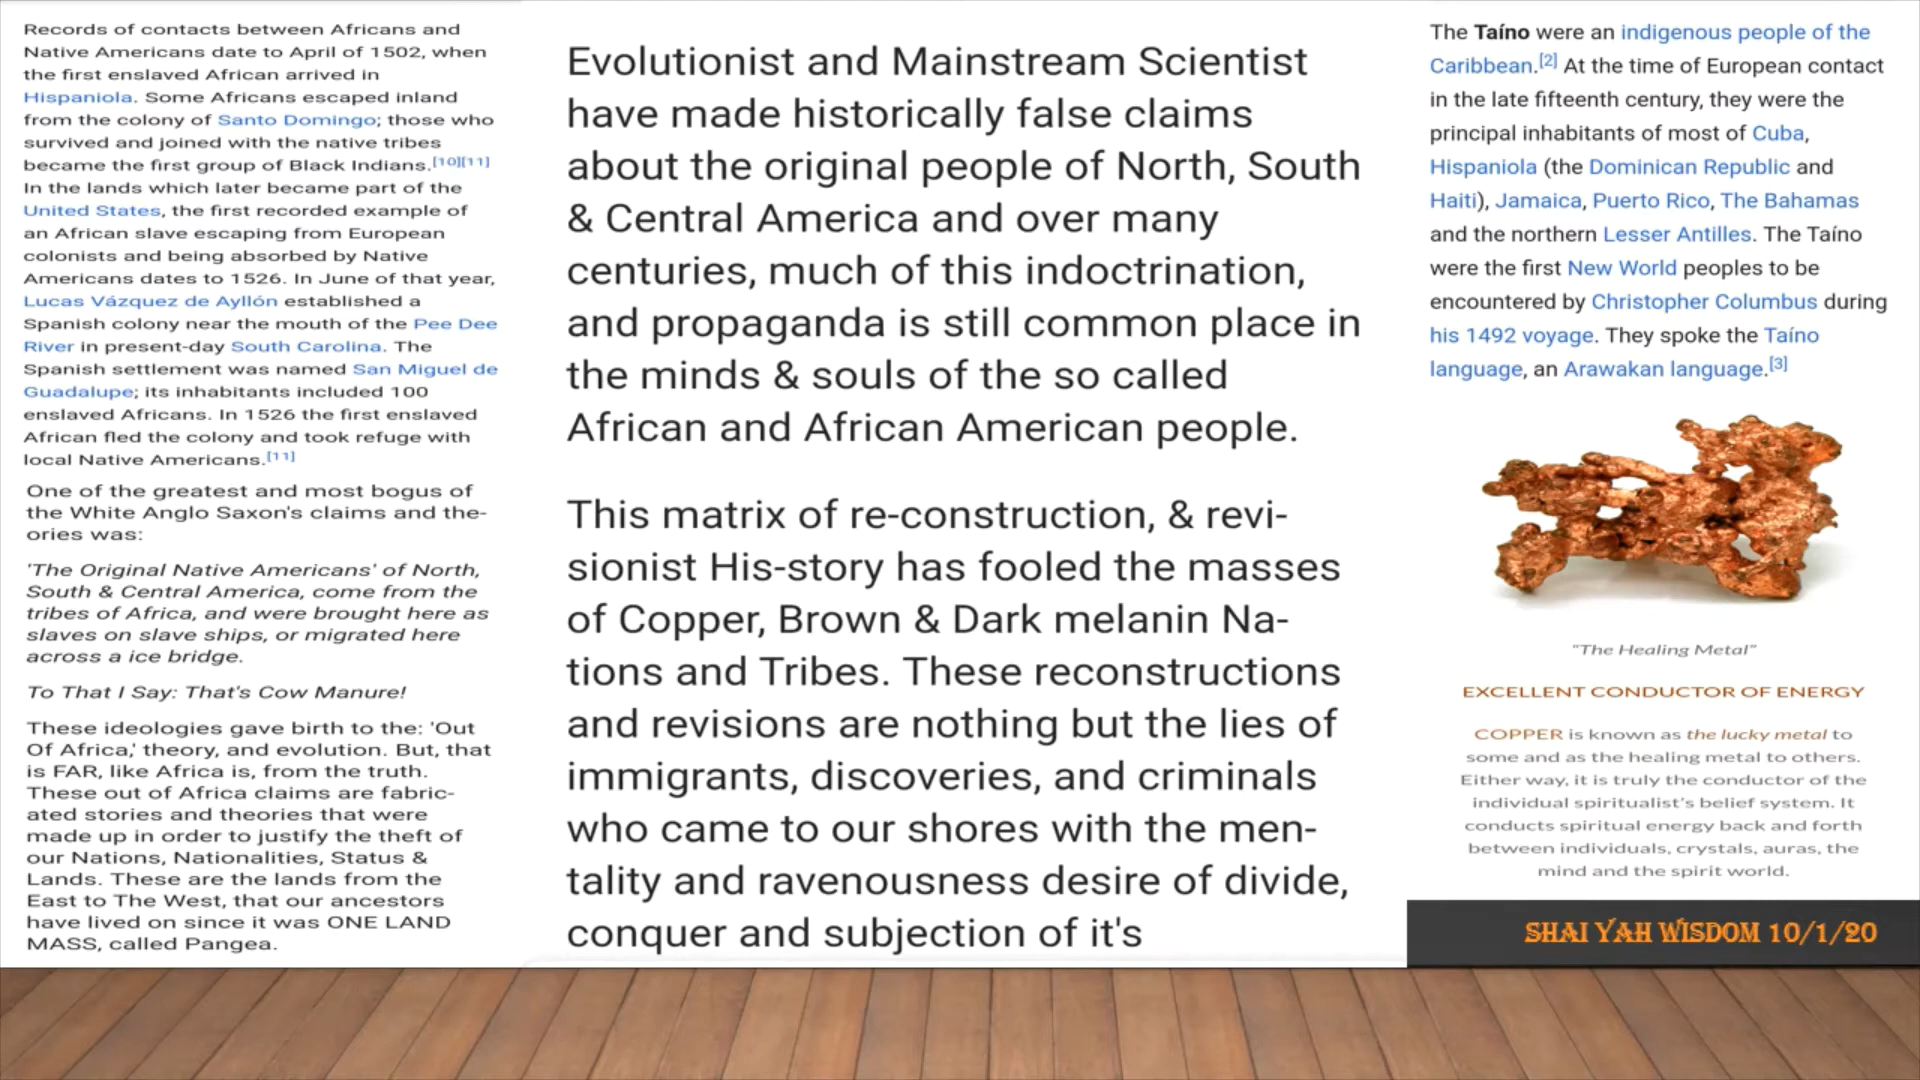 Records of contacts between Africans and
Native Americans date to April of 1502, when
the first enslaved African arrived in
Hispaniola. Some Africans escaped inland
from the colony of Santo Domingo; those who
survived and joined with the native tribes
became the first group of Black Indians.[10][11]
In the lands which later became part of the
United States, the first recorded example of
an African slave escaping from European
colonists and being absorbed by Native
Americans dates to 1526. In June of that year,
Lucas Vázquez de Ayllón established a
Spanish colony near the mouth of the Pee Dee
River in present-day South Carolina. The
Spanish settlement was named San Miguel de
Guadalupe; its inhabitants included 100
enslaved Africans. In 1526 the first enslaved
African fled the colony and took refuge with
local Native Americans.[11]
One of the greatest and most bogus of
the White Anglo Saxon's claims and the-
ories was:
'The Original Native Americans' of North,
South & Central America, come from the
tribes of Africa, and were brought here as
slaves on slave ships, or migrated here
across a ice bridge.
To That I Say: That's Cow Manure!
These ideologies gave birth to the: 'Out
Of Africa,' theory, and evolution. But, that
is FAR, like Africa is, from the truth.
These out of Africa claims are fabric-
ated stories and theories that were
made up in order to justify the theft of
our Nations, Nationalities, Status &
Lands. These are the lands from the
East to The West, that our ancestors
have lived on since it was ONE LAND
MASS, called Pangea.
Evolutionist and Mainstream Scientist
have made historically false claims
about the original people of North, South
& Central America and over many
centuries, much of this indoctrination,
and propaganda is still common place in
the minds & souls of the so called
African and African American people.
This matrix of re-construction, & revi-
sionist His-story has fooled the masses
of Copper, Brown & Dark melanin Na-
tions and Tribes. These reconstructions
and revisions are nothing but the lies of
immigrants, discoveries, and criminals
who came to our shores with the men-
tality and ravenousness desire of divide,
conquer and subjection of it's
The Taíno were an indigenous people of the
Caribbean.[2] At the time of European contact
in the late fifteenth century, they were the
principal inhabitants of most of Cuba,
Hispaniola (the Dominican Republic and
Haiti), Jamaica, Puerto Rico, The Bahamas
and the northern Lesser Antilles. The Taíno
were the first New World peoples to be
encountered by Christopher Columbus during
his 1492 voyage. They spoke the Taíno
language, an Arawakan language.[3]
"The Healing Metal"
EXCELLENT CONDUCTOR OF ENERGY
COPPER is known as the lucky metal to
some and as the healing metal to others.
Either way, it is truly the conductor of the
individual spiritualist's belief system. It
conducts spiritual energy back and forth
between individuals, crystals, auras, the
mind and the spirit world.
SHAI YAH WISDOM 10/1/20